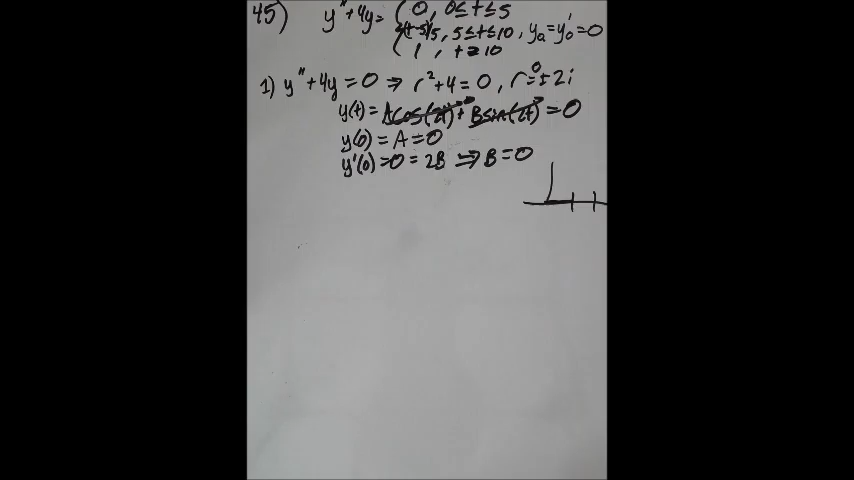 45) y"+4y= { 0, 0≤t≤5
(t-5)/5, 5≤t≤10, y₀=y₀'=0
1, t≥10
1) y"+4y=0 ⇒ r²+4=0, r=0±2i
y(t)=Acos(2t)+Bsin(2t)=0
y(0)=A=0
y'(0)=0=2B ⇒ B=0